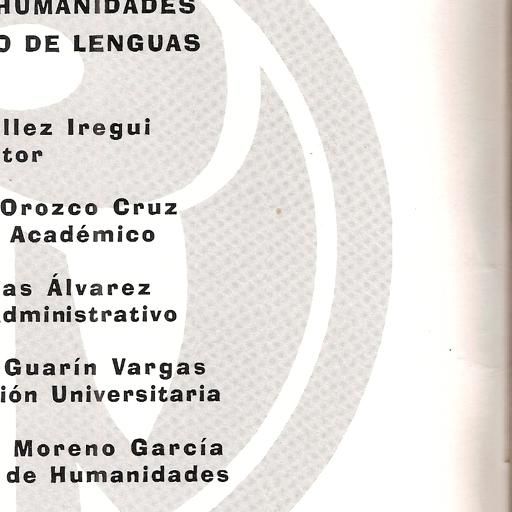 HUMANIDADES
O DE LENGUAS
llez Iregui
tor
Orozco Cruz
Académico
as Álvarez
dministrativo
Guarín Vargas
ión Universitaria
Moreno García
de Humanidades